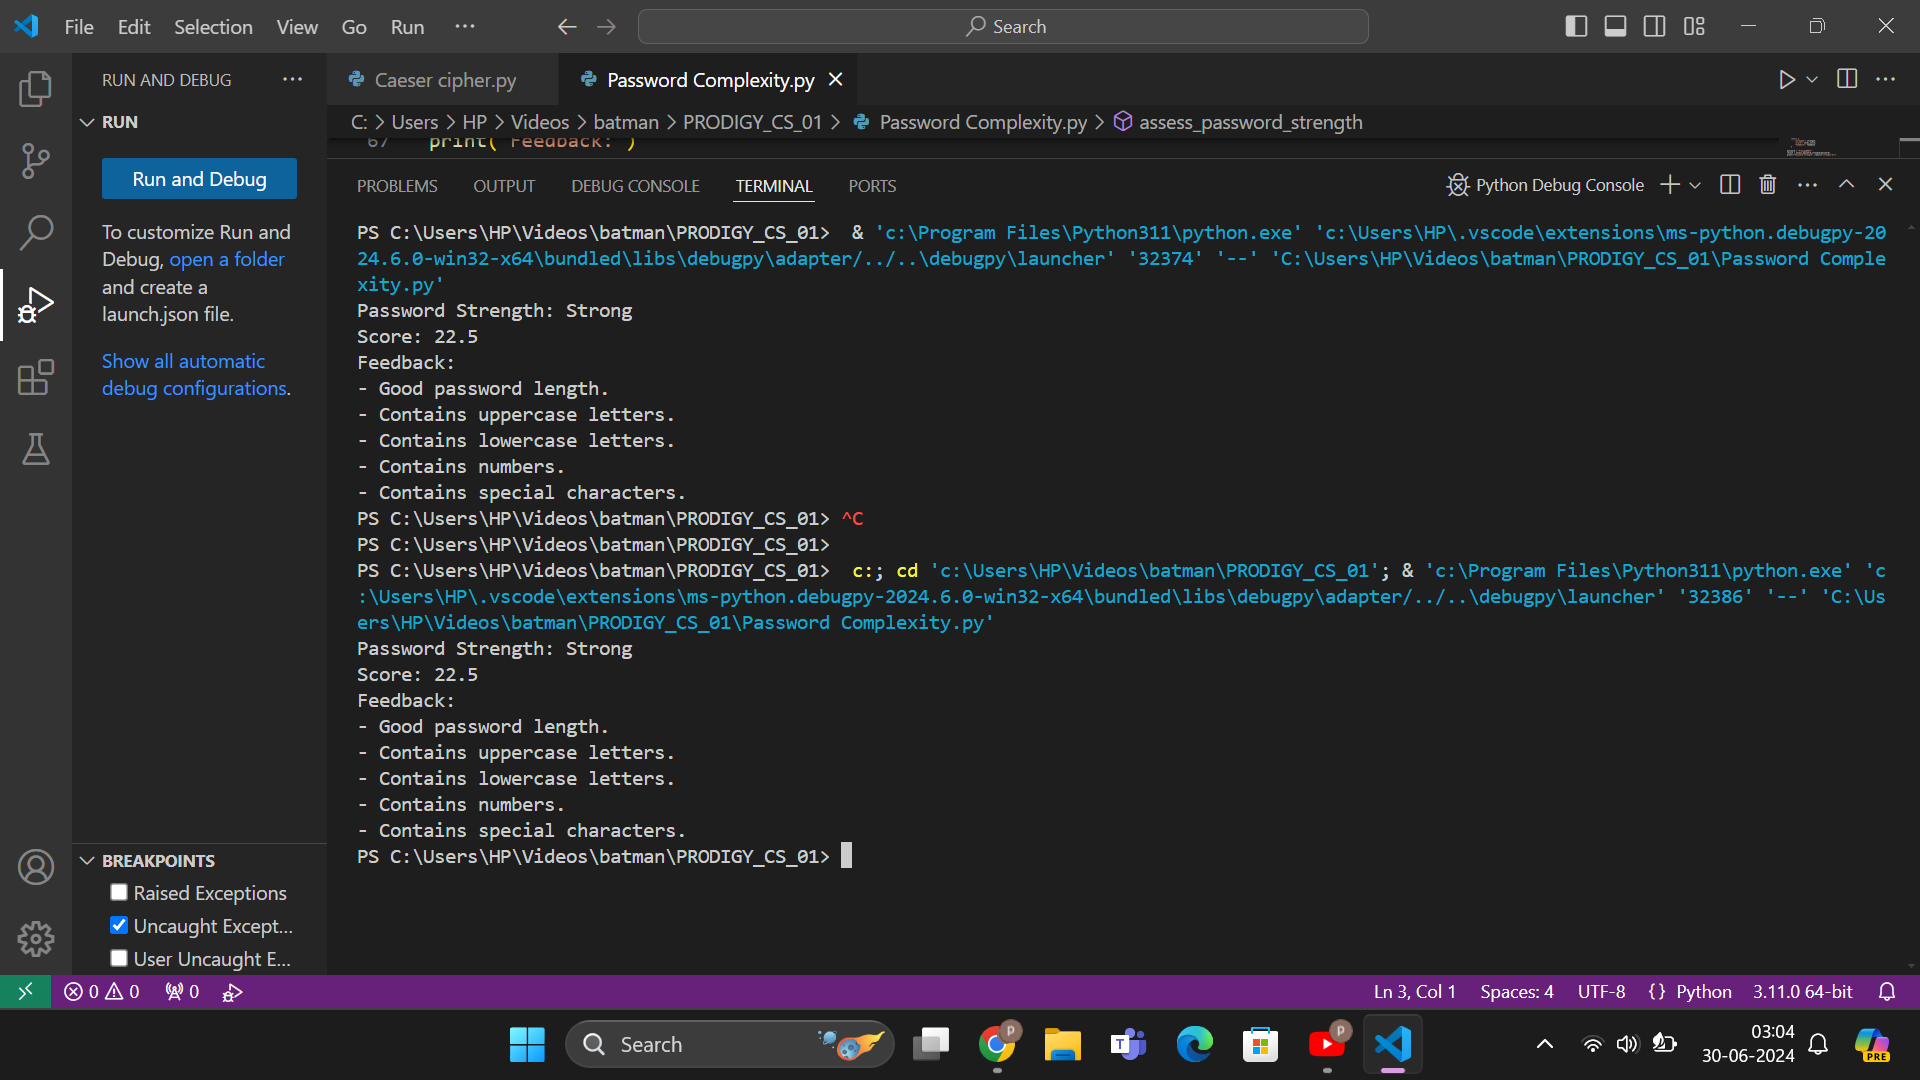 File Edit Selection View Go Run ··· Search
RUN AND DEBUG ···
Caeser cipher.py Password Complexity.py
RUN
C: > Users > HP > Videos > batman > PRODIGY_CS_01 > Password Complexity.py > assess_password_strength
67 print("Feedback:")
Run and Debug
To customize Run and
Debug, open a folder
and create a
launch.json file.
Show all automatic
debug configurations.
PROBLEMS OUTPUT DEBUG CONSOLE TERMINAL PORTS Python Debug Console
PS C:\Users\HP\Videos\batman\PRODIGY_CS_01>  & 'c:\Program Files\Python311\python.exe' 'c:\Users\HP\.vscode\extensions\ms-python.debugpy-20
24.6.0-win32-x64\bundled\libs\debugpy\adapter/../..\debugpy\launcher' '32374' '--' 'C:\Users\HP\Videos\batman\PRODIGY_CS_01\Password Comple
xity.py'
Password Strength: Strong
Score: 22.5
Feedback:
- Good password length.
- Contains uppercase letters.
- Contains lowercase letters.
- Contains numbers.
- Contains special characters.
PS C:\Users\HP\Videos\batman\PRODIGY_CS_01> ^C
PS C:\Users\HP\Videos\batman\PRODIGY_CS_01>
PS C:\Users\HP\Videos\batman\PRODIGY_CS_01>  c:; cd 'c:\Users\HP\Videos\batman\PRODIGY_CS_01'; & 'c:\Program Files\Python311\python.exe' 'c
:\Users\HP\.vscode\extensions\ms-python.debugpy-2024.6.0-win32-x64\bundled\libs\debugpy\adapter/../..\debugpy\launcher' '32386' '--' 'C:\Us
ers\HP\Videos\batman\PRODIGY_CS_01\Password Complexity.py'
Password Strength: Strong
Score: 22.5
Feedback:
- Good password length.
- Contains uppercase letters.
- Contains lowercase letters.
- Contains numbers.
- Contains special characters.
PS C:\Users\HP\Videos\batman\PRODIGY_CS_01>
BREAKPOINTS
Raised Exceptions
Uncaught Except...
User Uncaught E...
0 0 0 Ln 3, Col 1 Spaces: 4 UTF-8 {} Python 3.11.0 64-bit
Search
03:04
30-06-2024
PRE